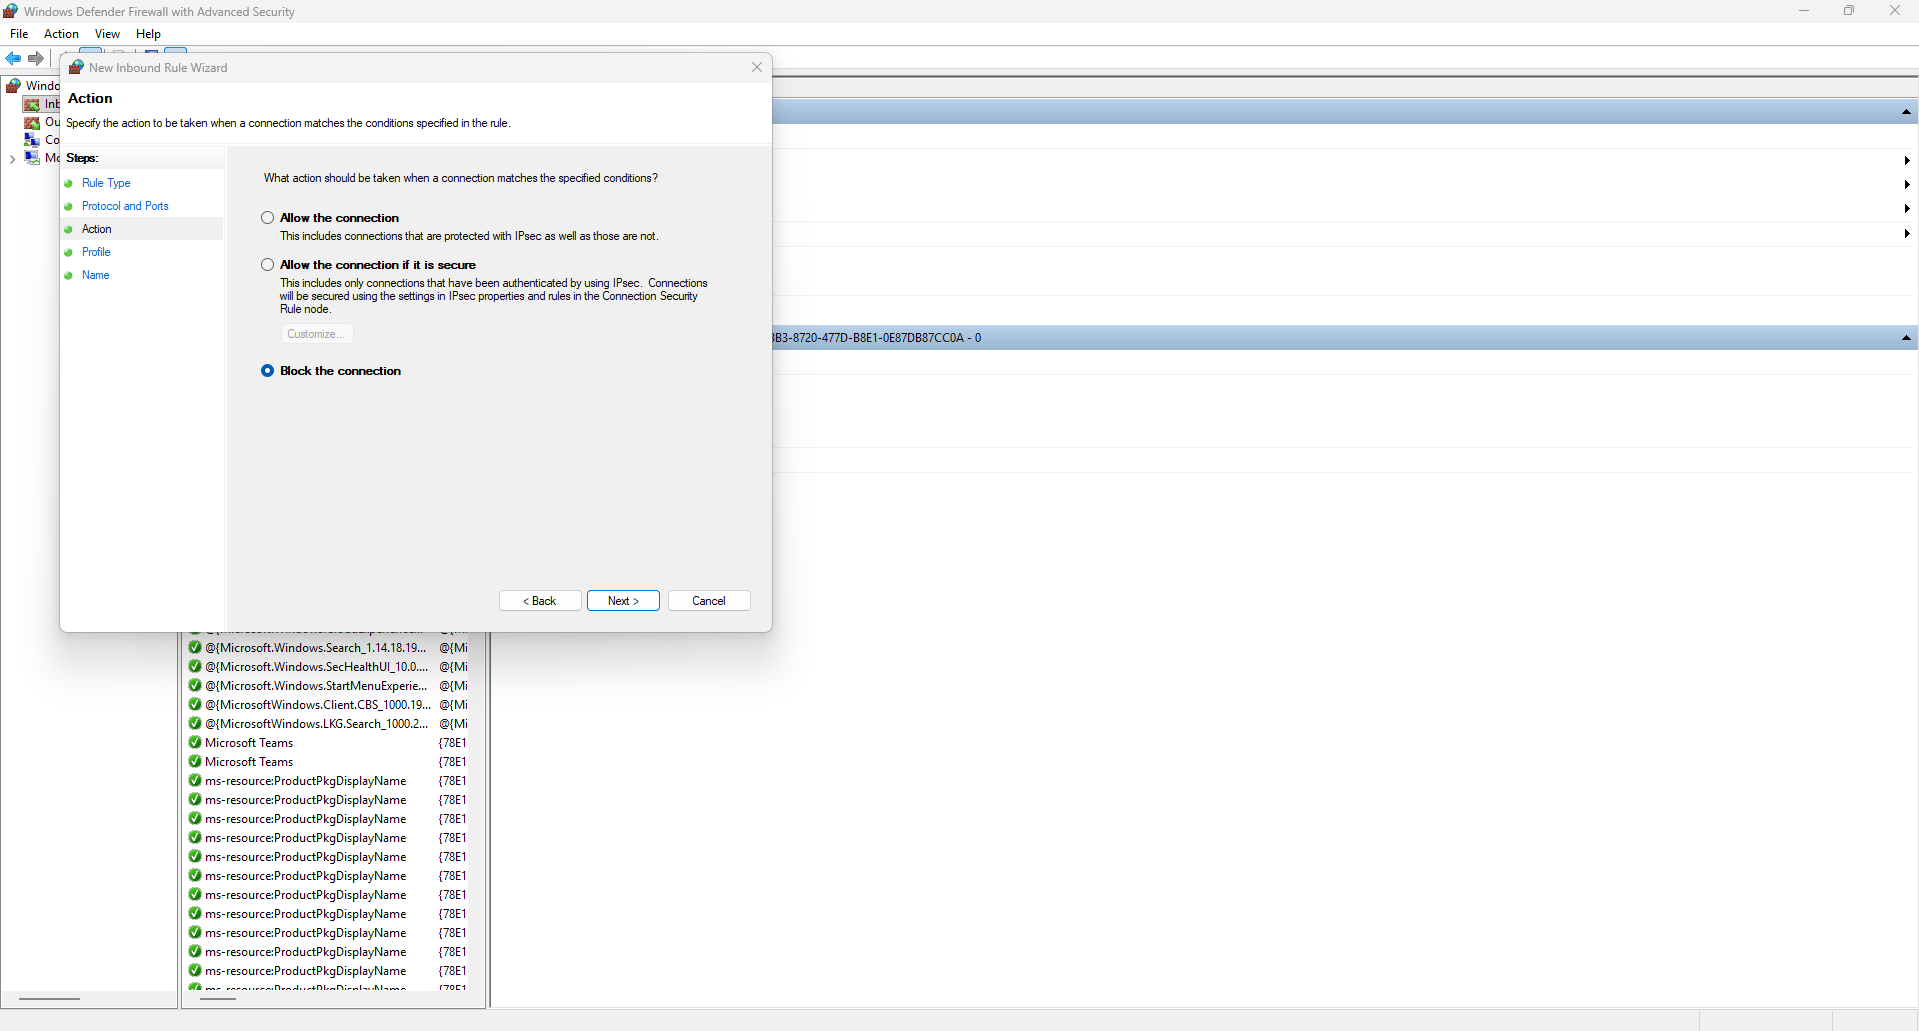 Windows Defender Firewall with Advanced Security
File Action View Help
New Inbound Rule Wizard
Action
Specify the action to be taken when a connection matches the conditions specified in the rule.
Steps:
Rule Type
Protocol and Ports
Action
Profile
Name
What action should be taken when a connection matches the specified conditions?
Allow the connection
This includes connections that are protected with IPsec as well as those are not.
Allow the connection if it is secure
This includes only connections that have been authenticated by using IPsec. Connections
will be secured using the settings in IPsec properties and rules in the Connection Security
Rule node.
Customize...
Block the connection
< Back Next > Cancel
Windo
Inb
Ou
Co
Mo
BB3-8720-477D-B8E1-0E87DB87CC0A - 0
@{Microsoft.Windows.Search_1.14.18.19... @{Mi
@{Microsoft.Windows.SecHealthUI_10.0.... @{Mi
@{Microsoft.Windows.StartMenuExperie... @{Mi
@{MicrosoftWindows.Client.CBS_1000.19... @{Mi
@{MicrosoftWindows.LKG.Search_1000.2... @{Mi
Microsoft Teams {78E1
Microsoft Teams {78E1
ms-resource:ProductPkgDisplayName {78E1
ms-resource:ProductPkgDisplayName {78E1
ms-resource:ProductPkgDisplayName {78E1
ms-resource:ProductPkgDisplayName {78E1
ms-resource:ProductPkgDisplayName {78E1
ms-resource:ProductPkgDisplayName {78E1
ms-resource:ProductPkgDisplayName {78E1
ms-resource:ProductPkgDisplayName {78E1
ms-resource:ProductPkgDisplayName {78E1
ms-resource:ProductPkgDisplayName {78E1
ms-resource:ProductPkgDisplayName {78E1
ms-resource:ProductPkgDisplayName {78E1